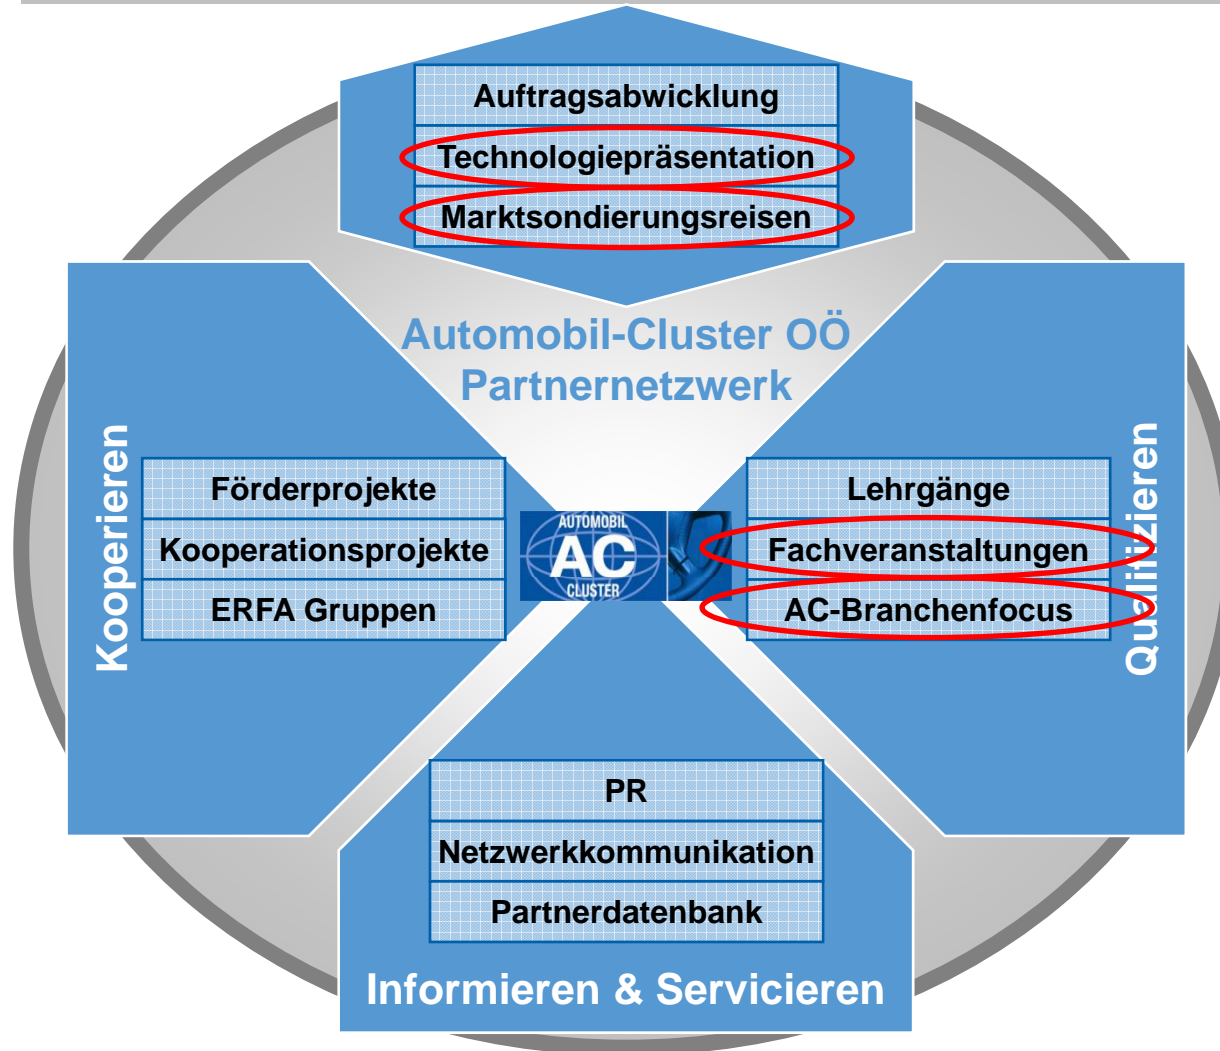 Auftragsabwicklung
Technologiepräsentation
Marktsondierungsreisen
Automobil-Cluster OÖ
Partnernetzwerk
Kooperieren
Förderprojekte
Kooperationsprojekte
ERFA Gruppen
AUTOMOBIL
AC
CLUSTER
Lehrgänge
Fachveranstaltungen
AC-Branchenfocus
Qualifizieren
PR
Netzwerkkommunikation
Partnerdatenbank
Informieren & Servicieren